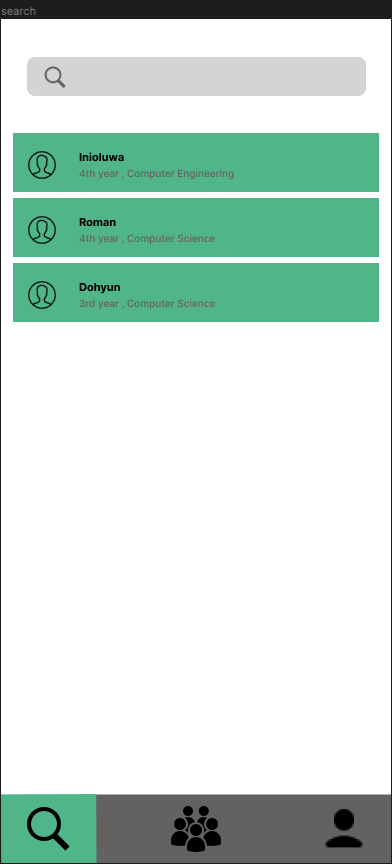 search
Inioluwa
4th year , Computer Engineering
Roman
4th year , Computer Science
Dohyun
3rd year , Computer Science